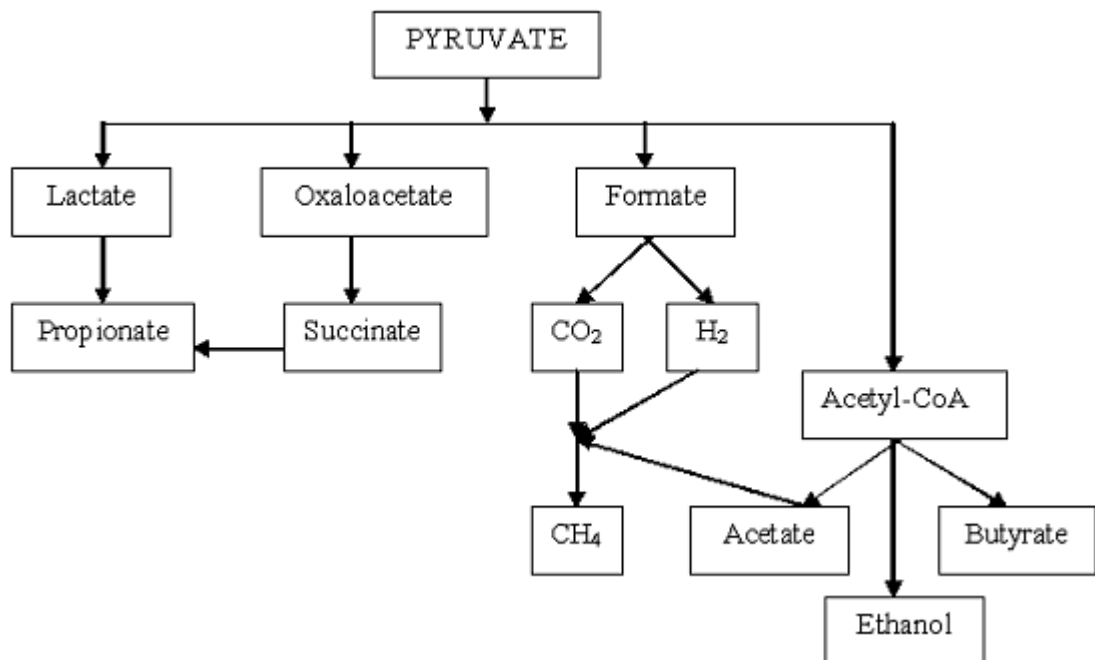 PYRUVATE
Lactate
Oxaloacetate
Formate
Propionate
Succinate
CO₂
H₂
Acetyl-CoA
CH₄
Acetate
Butyrate
Ethanol